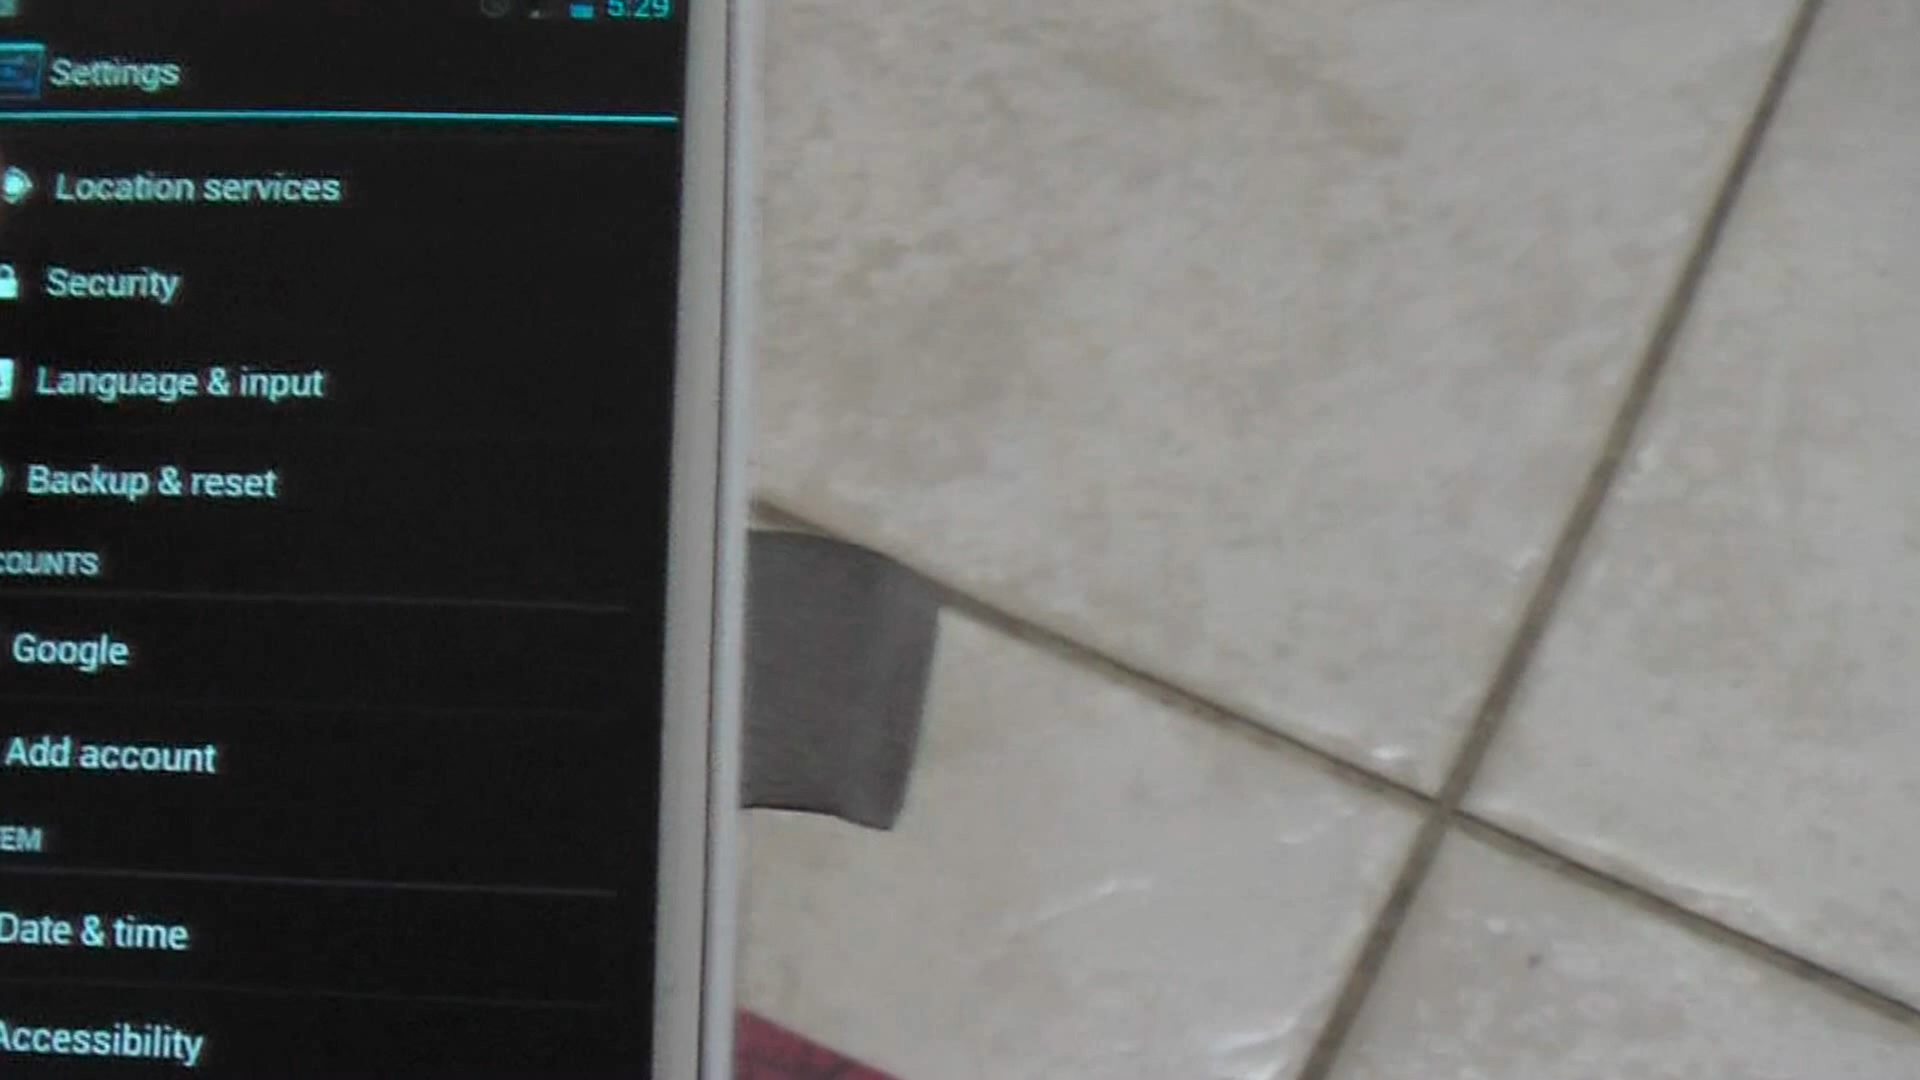 5:29
Settings
Location services
Security
Language & input
Backup & reset
COUNTS
Google
Add account
EM
Date & time
Accessibility